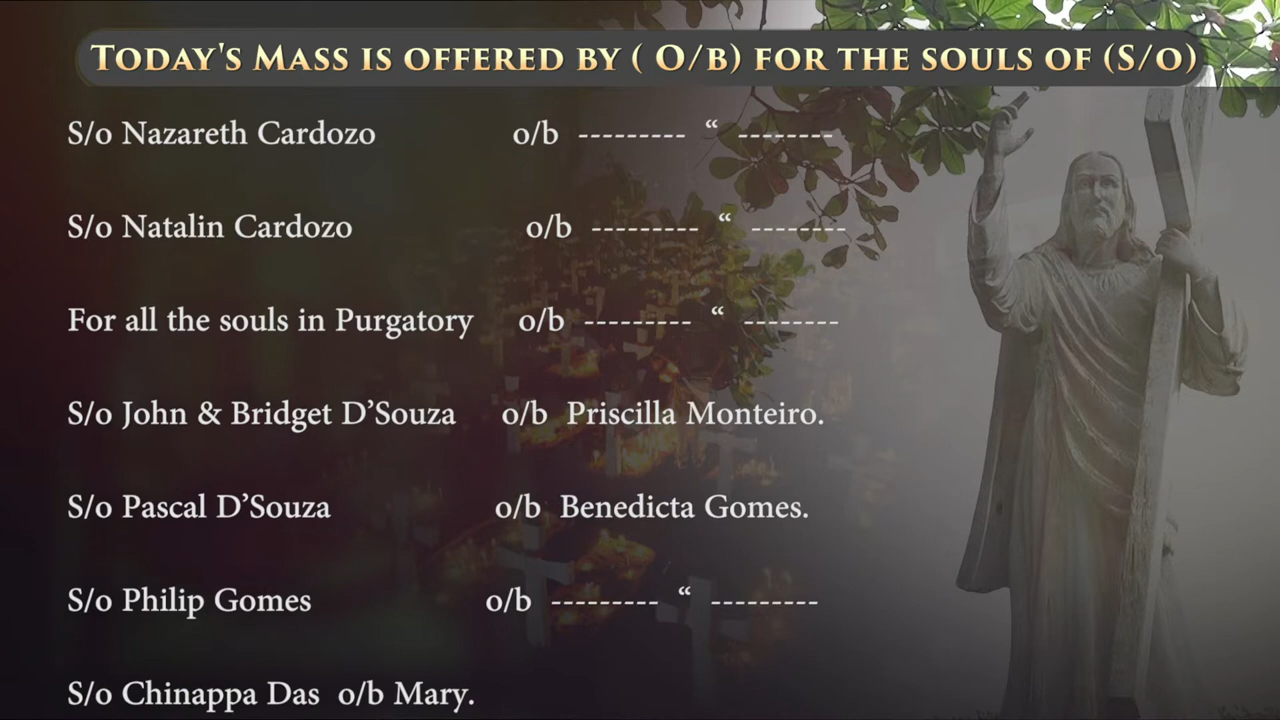 TODAY'S MASS IS OFFERED BY ( O/B) FOR THE SOULS OF (S/O)
S/o Nazareth Cardozo o/b --------- “ --------
S/o Natalin Cardozo o/b --------- “ --------
For all the souls in Purgatory o/b --------- “ --------
S/o John & Bridget D’Souza o/b Priscilla Monteiro.
S/o Pascal D’Souza o/b Benedicta Gomes.
S/o Philip Gomes o/b --------- “ ---------
S/o Chinappa Das o/b Mary.